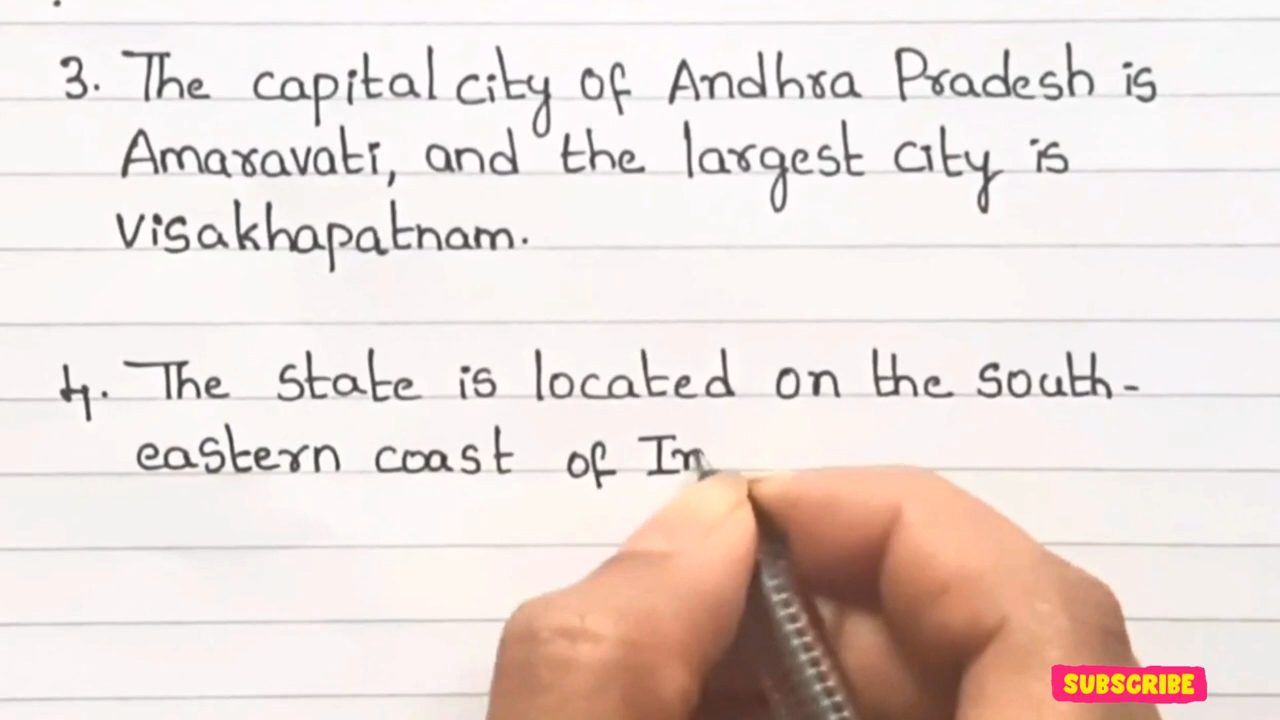 3. The capital city of Andhra Pradesh is
Amaravati, and the largest city is
visakhapatnam.
4. The state is located on the south-
eastern coast of In
SUBSCRIBE